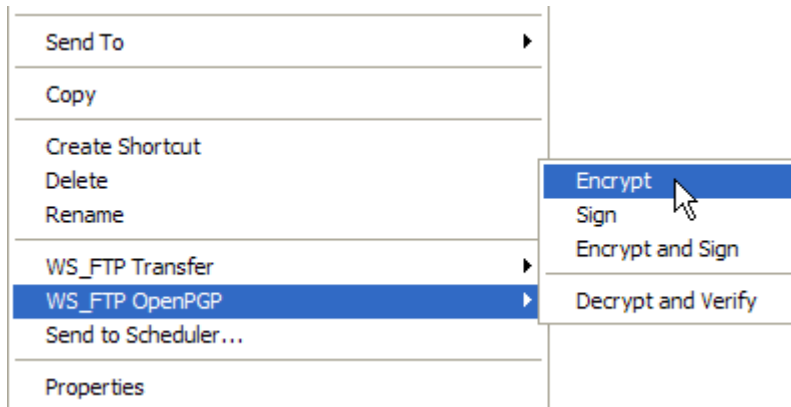 Send To
Copy
Create Shortcut
Delete
Rename
WS_FTP Transfer
WS_FTP OpenPGP
Send to Scheduler...
Properties
Encrypt
Sign
Encrypt and Sign
Decrypt and Verify